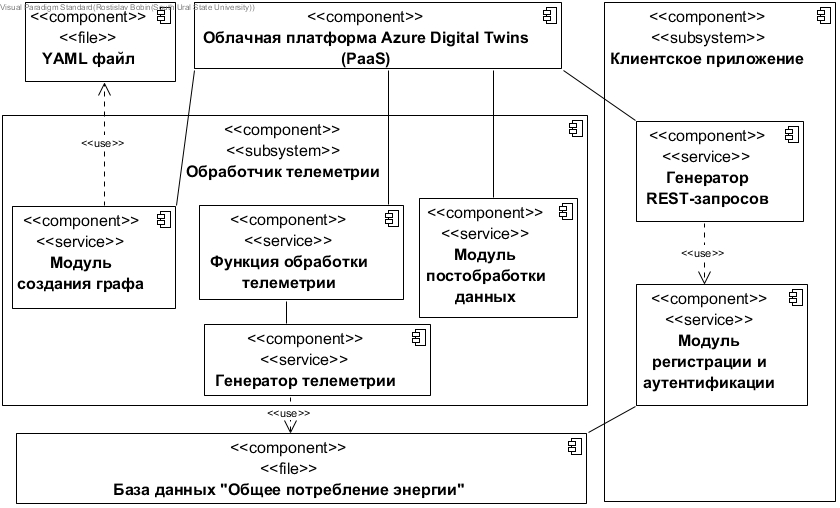 Visual Paradigm Standard(Rostislav Bobin(South Ural State University))
<<component>>
<<file>>
YAML файл
<<component>>
Облачная платформа Azure Digital Twins
(PaaS)
<<component>>
<<subsystem>>
Клиентское приложение
<<use>>
<<component>>
<<subsystem>>
Обработчик телеметрии
<<component>>
<<service>>
Генератор
REST-запросов
<<component>>
<<service>>
Модуль
создания графа
<<component>>
<<service>>
Функция обработки
телеметрии
<<component>>
<<service>>
Модуль
постобработки
данных
<<use>>
<<component>>
<<service>>
Генератор телеметрии
<<component>>
<<service>>
Модуль
регистрации и
аутентификации
<<use>>
<<component>>
<<file>>
База данных "Общее потребление энергии"